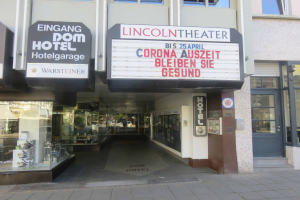 EINGANG
DOM
HOTEL
Hotelgarage
WARSTEINER
LINCOLNTHEATER
BIS 25 APRIL
CORONA AUSZEIT
BLEIBEN SIE
GESUND
HOTEL